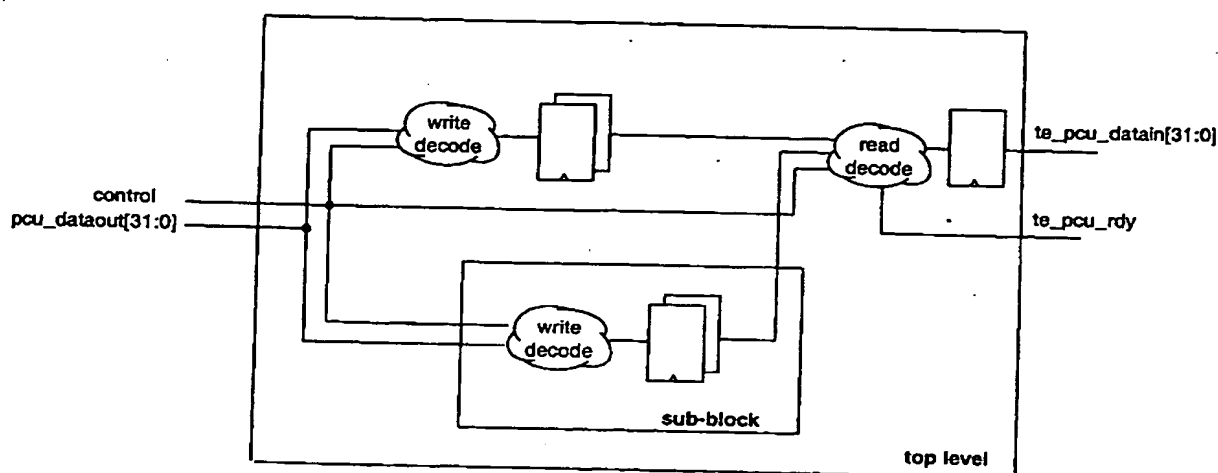 write
decode
read
decode
te_pcu_datain[31:0]
control
pcu_dataout[31:0]
te_pcu_rdy
write
decode
sub-block
top level